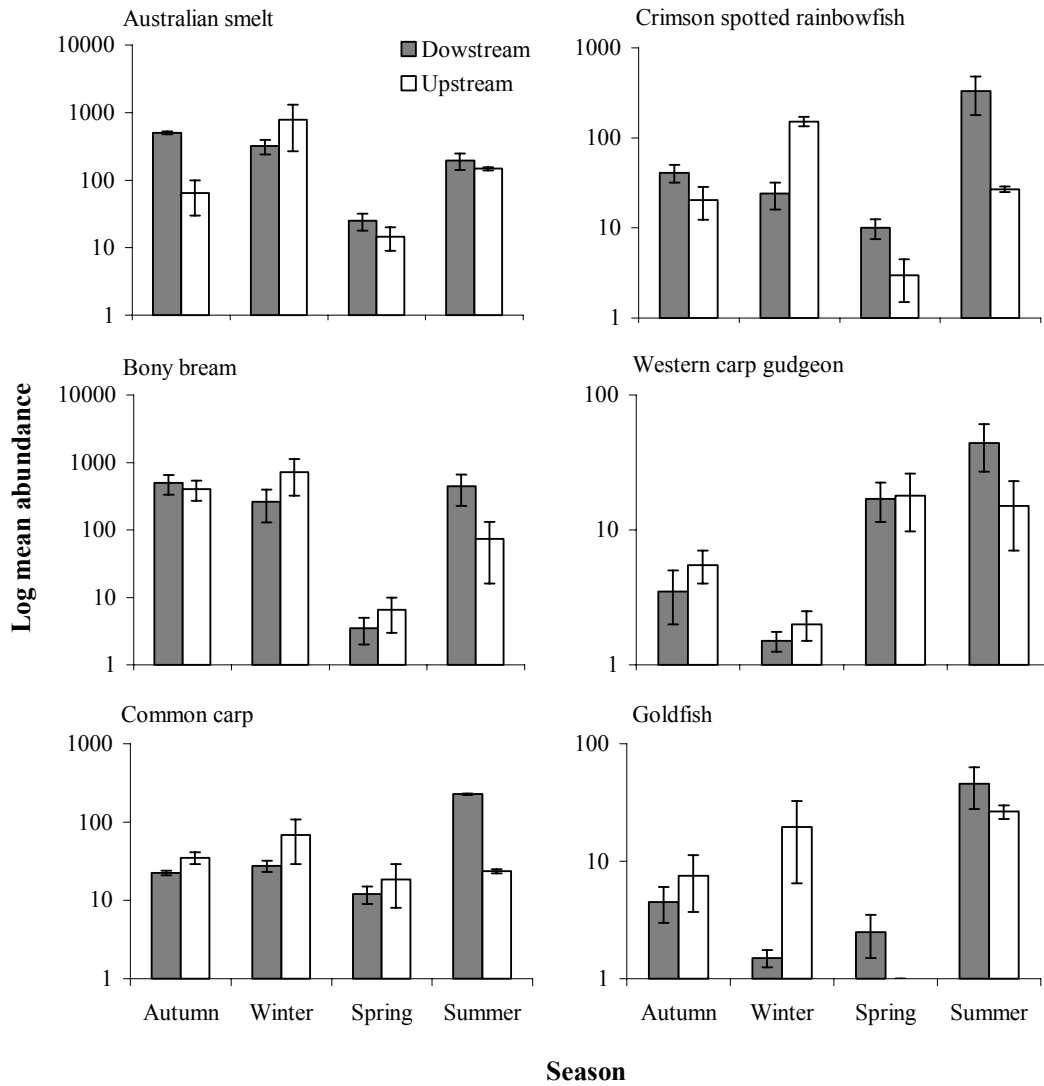 Australian smelt
10000
1000
100
10
1
Dowstream
Upstream
Crimson spotted rainbowfish
1000
100
10
1
Bony bream
10000
1000
100
10
1
Western carp gudgeon
100
10
1
Log mean abundance
Common carp
1000
100
10
1
Autumn Winter Spring Summer
Goldfish
100
10
1
Autumn Winter Spring Summer
Season